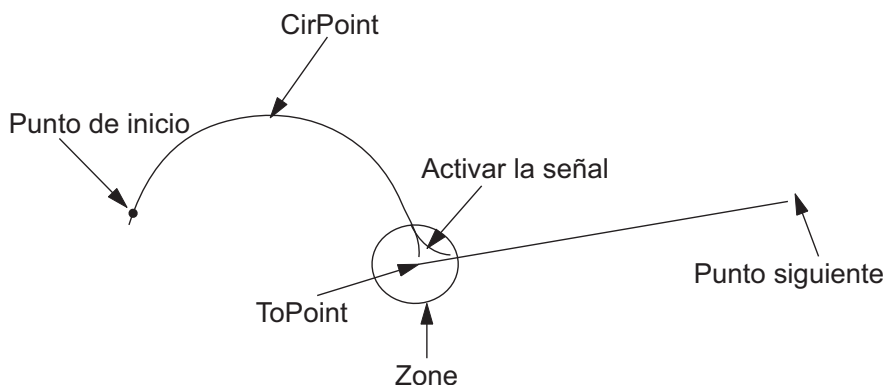 CirPoint
Punto de inicio
Activar la señal
Punto siguiente
ToPoint
Zone